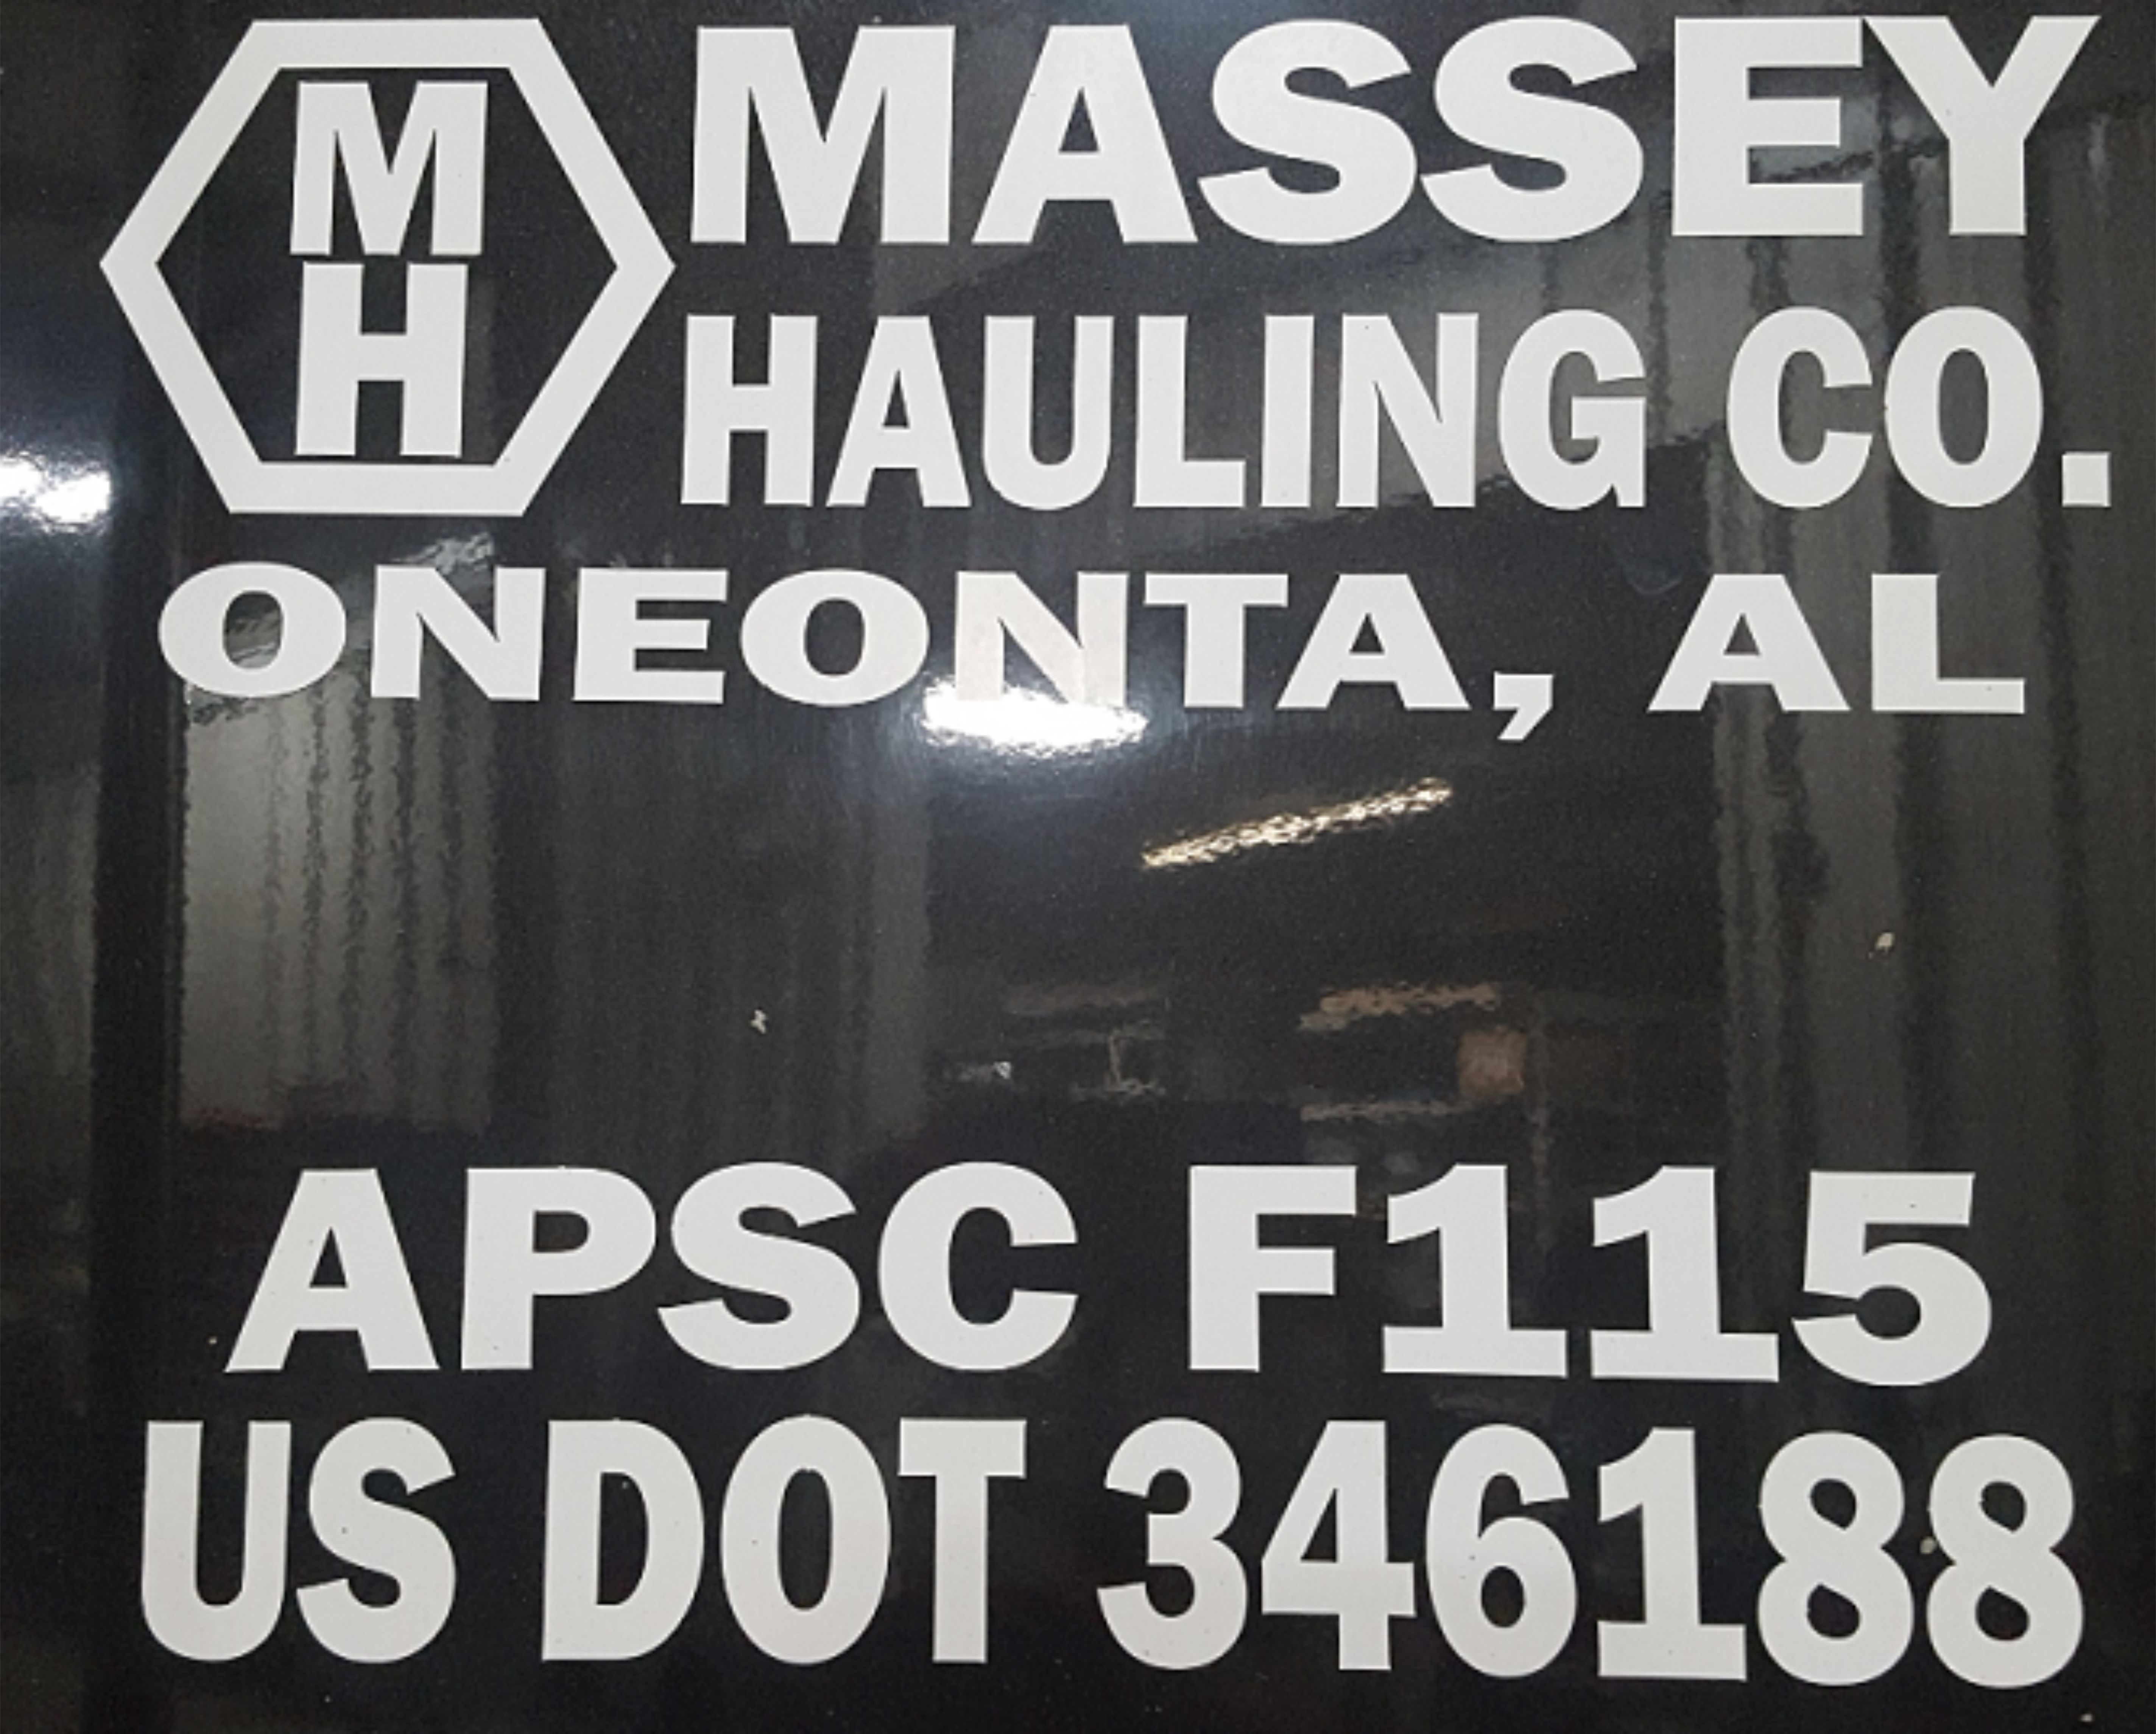 M
H
MASSEY
HAULING CO.
ONEONTA, AL
APSC F115
US DOT 346188